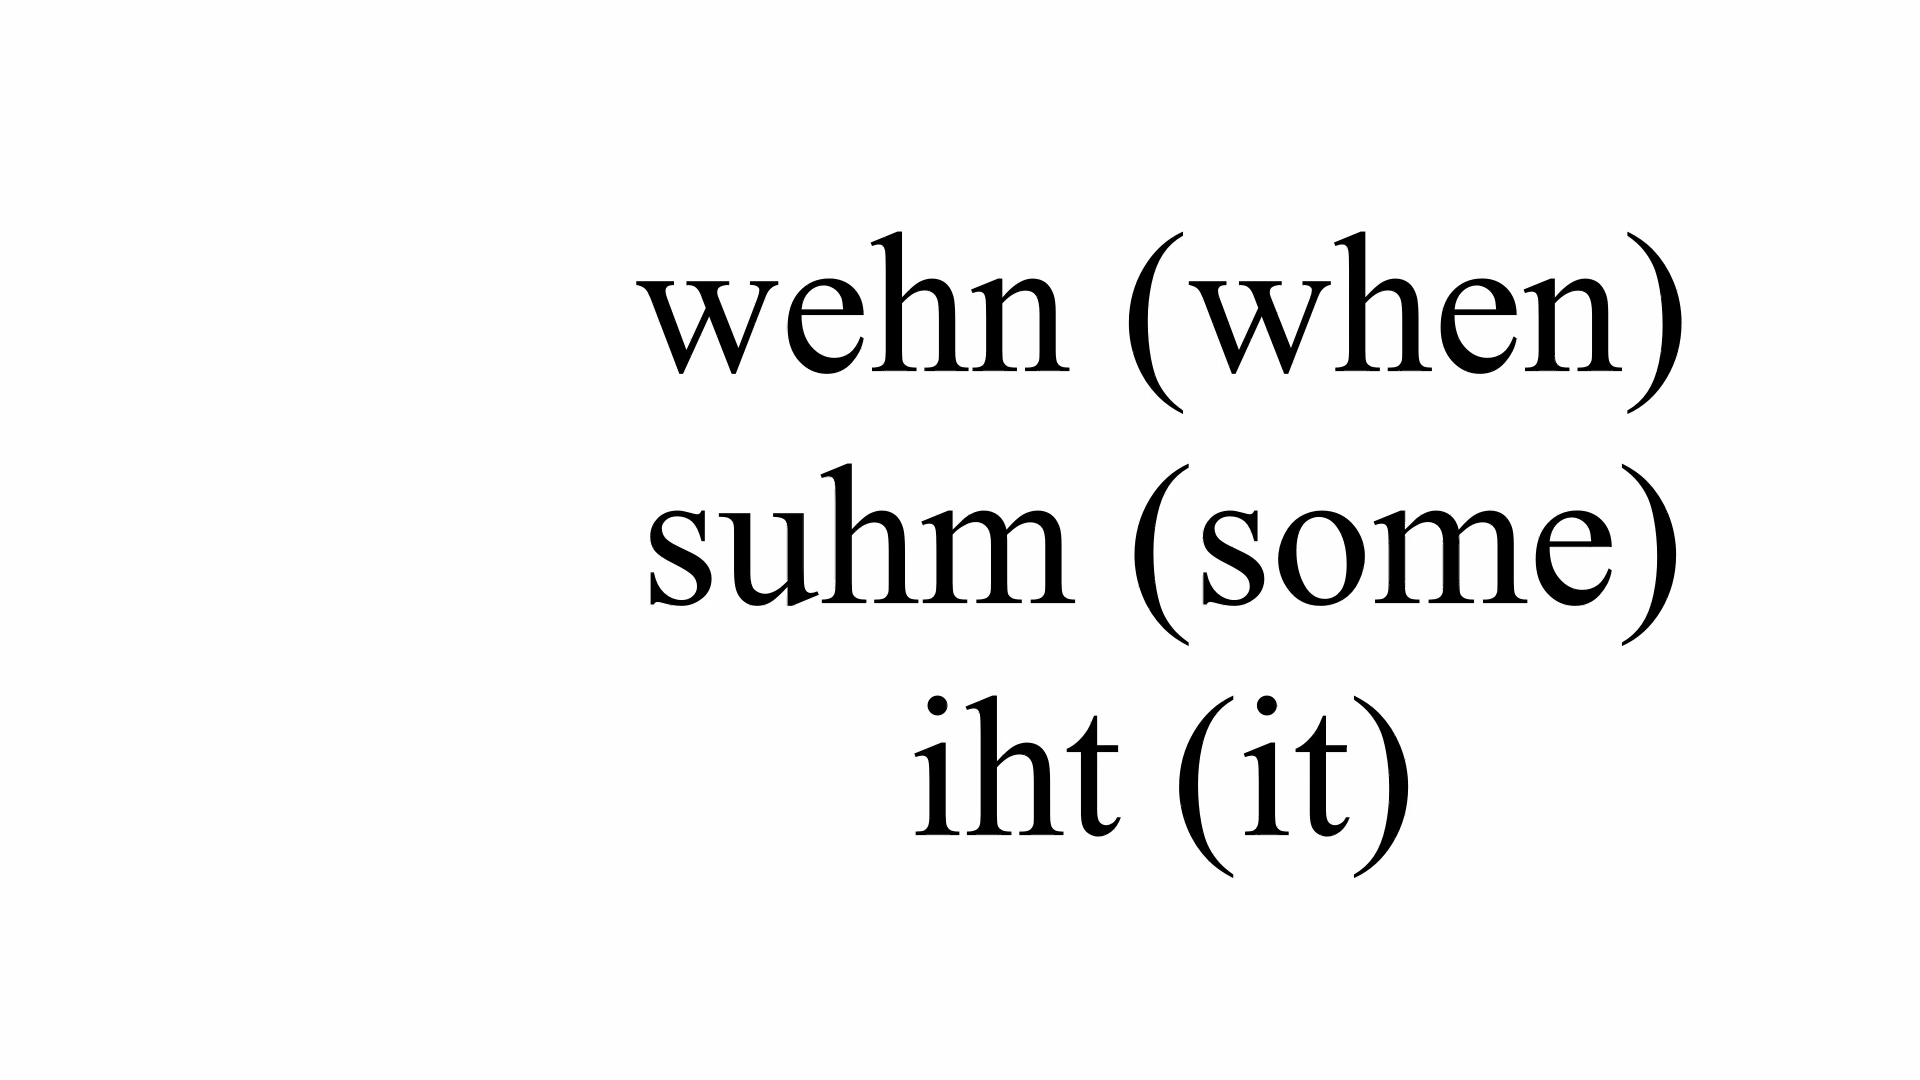 wehn (when)
suhm (some)
iht (it)